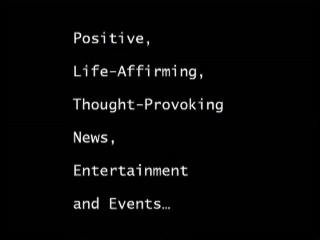 Positive,
Life-Affirming,
Thought-Provoking
News,
Entertainment
and Events…